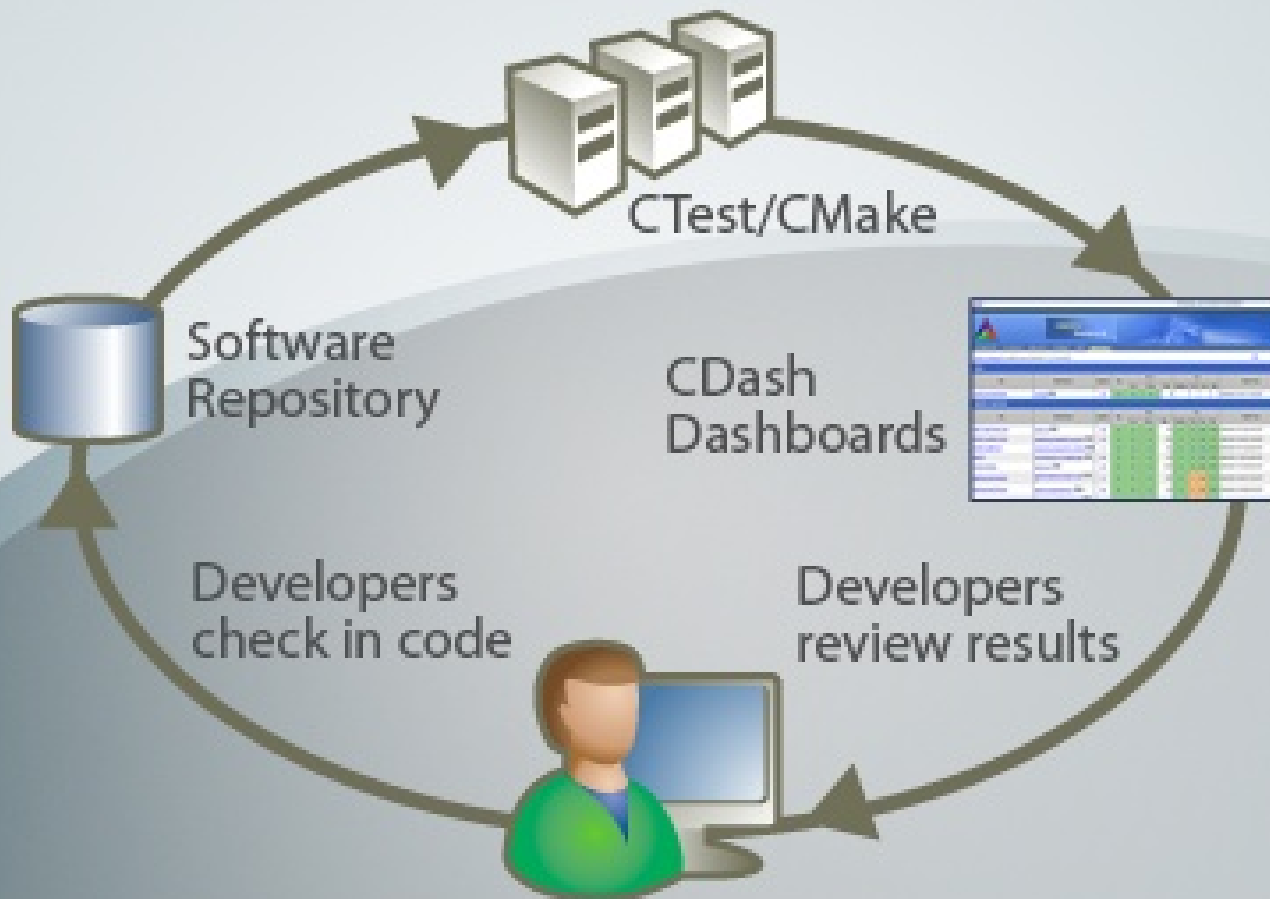 CTest/CMake
Software
Repository
CDash
Dashboards
Developers
check in code
Developers
review results